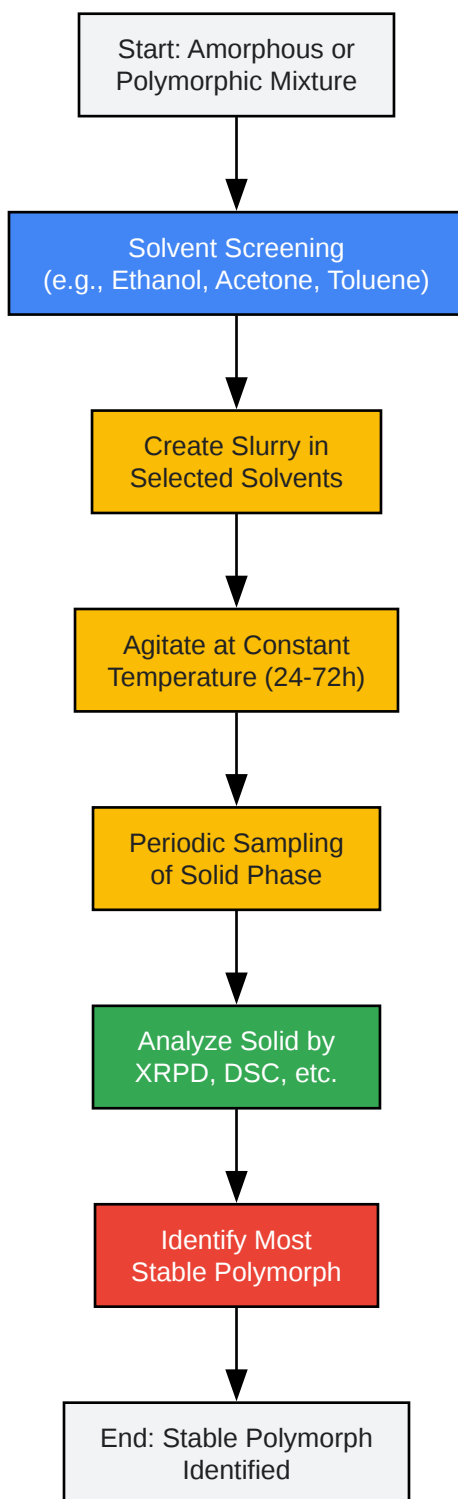 Start: Amorphous or
Polymorphic Mixture
Solvent Screening
(e.g., Ethanol, Acetone, Toluene)
Create Slurry in
Selected Solvents
Agitate at Constant
Temperature (24-72h)
Periodic Sampling
of Solid Phase
Analyze Solid by
XRPD, DSC, etc.
Identify Most
Stable Polymorph
End: Stable Polymorph
Identified